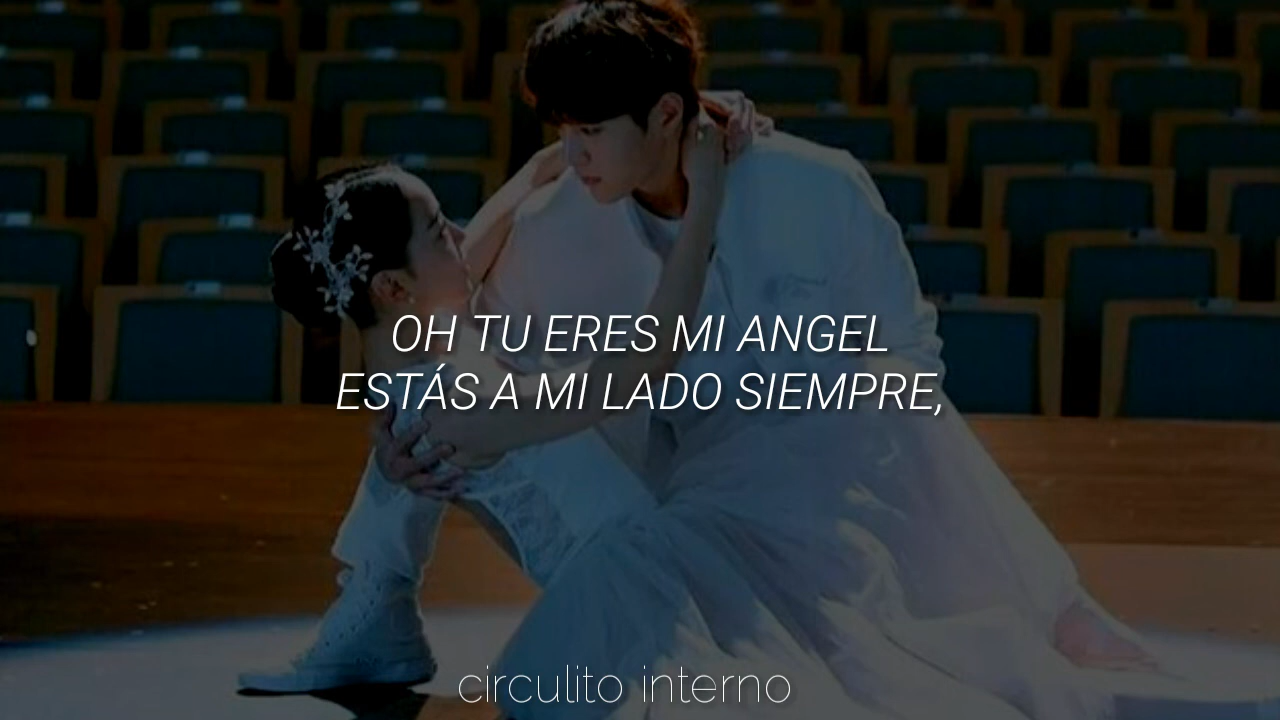 OH TU ERES MI ANGEL
ESTÁS A MI LADO SIEMPRE,
circulito interno